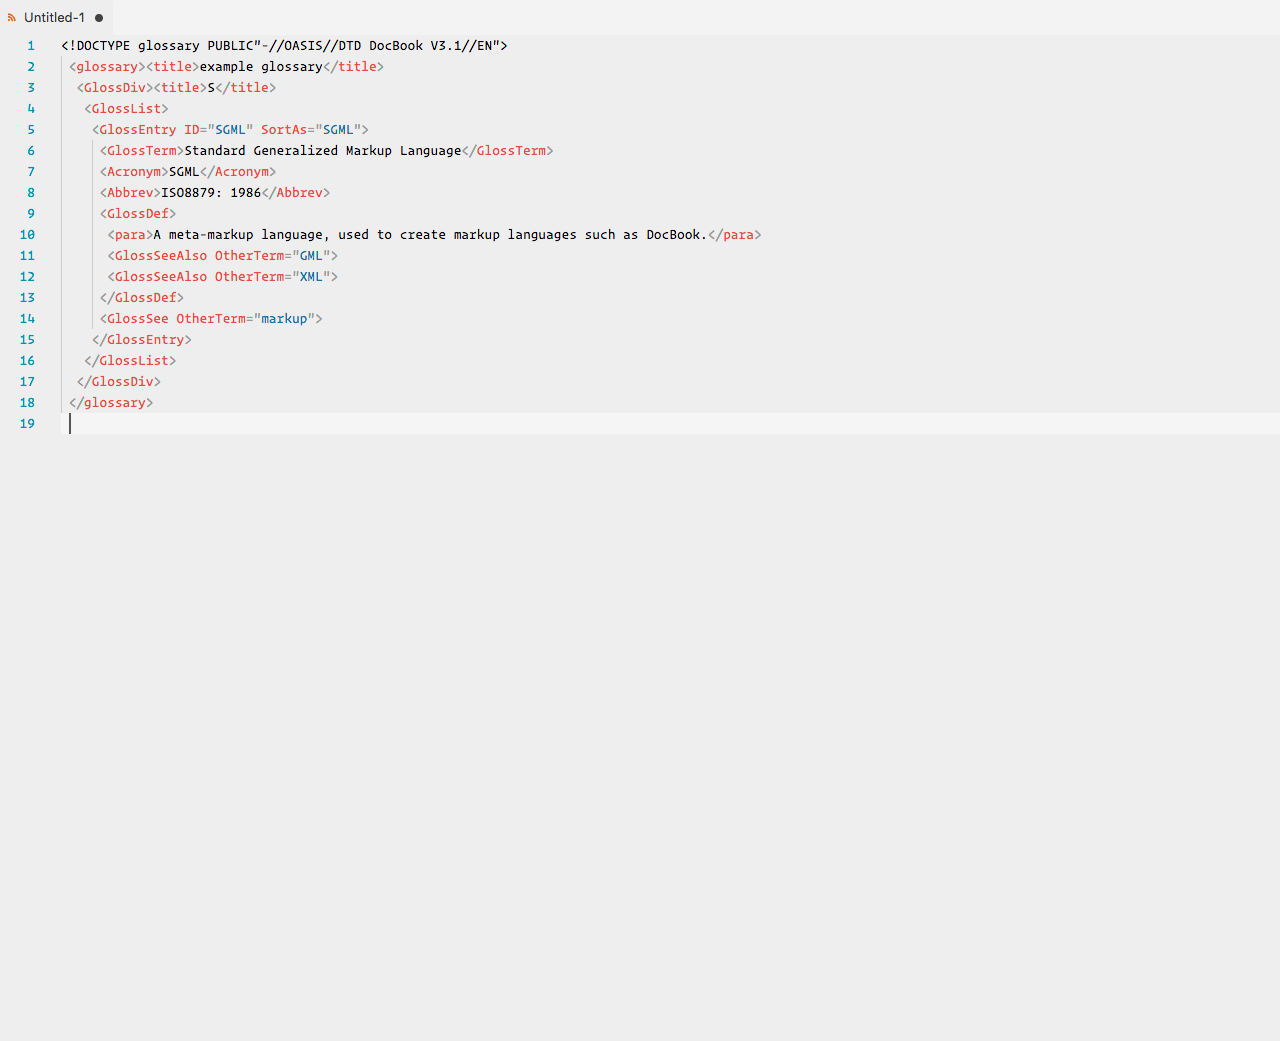 Untitled-1
1 <!DOCTYPE glossary PUBLIC"-//OASIS//DTD DocBook V3.1//EN">
2 <glossary><title>example glossary</title>
3 <GlossDiv><title>S</title>
4 <GlossList>
5 <GlossEntry ID="SGML" SortAs="SGML">
6 <GlossTerm>Standard Generalized Markup Language</GlossTerm>
7 <Acronym>SGML</Acronym>
8 <Abbrev>ISO8879: 1986</Abbrev>
9 <GlossDef>
10 <para>A meta-markup language, used to create markup languages such as DocBook.</para>
11 <GlossSeeAlso OtherTerm="GML">
12 <GlossSeeAlso OtherTerm="XML">
13 </GlossDef>
14 <GlossSee OtherTerm="markup">
15 </GlossEntry>
16 </GlossList>
17 </GlossDiv>
18 </glossary>
19